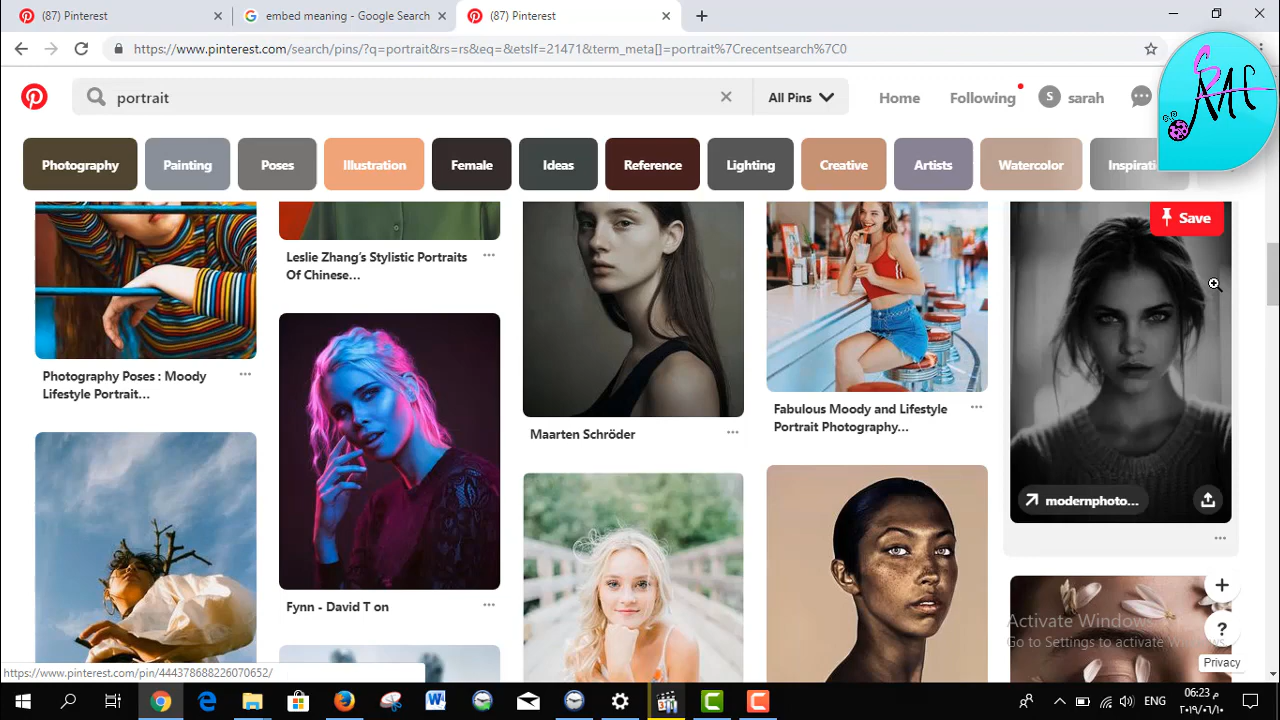 (87) Pinterest
embed meaning - Google Search
(87) Pinterest
https://www.pinterest.com/search/pins/?q=portrait&rs=rs&eq=&etslf=21471&term_meta[]=portrait%7Crecentsearch%7C0
portrait
All Pins
Home
Following
S
sarah
Photography
Painting
Poses
Illustration
Female
Ideas
Reference
Lighting
Creative
Artists
Watercolor
Inspirati
Save
Leslie Zhang's Stylistic Portraits
Of Chinese...
Photography Poses : Moody
Lifestyle Portrait...
Maarten Schröder
Fabulous Moody and Lifestyle
Portrait Photography...
modernphoto...
Fynn - David T on
Activate Windows
Go to Settings to activate Windows.
?
Privacy
https://www.pinterest.com/pin/444378688226070652/
ENG
06:23 م
٢٠١٩/٠٦/١٠